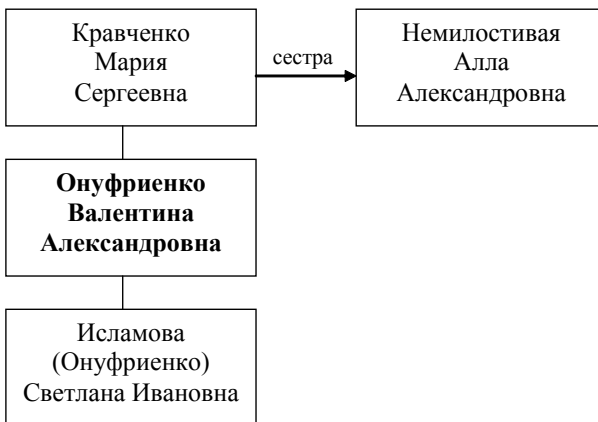 Кравченко
Мария
Сергеевна
сестра
Немилостивая
Алла
Александровна
Онуфриенко
Валентина
Александровна
Исламова
(Онуфриенко)
Светлана Ивановна